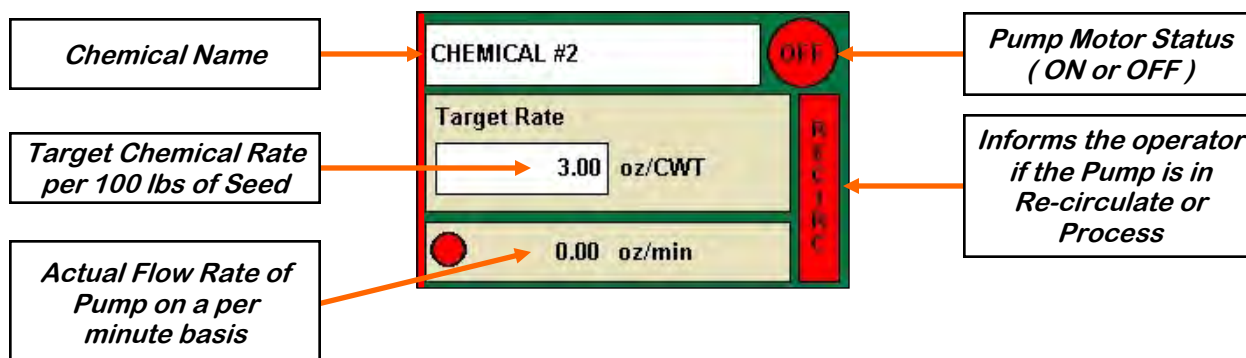 Chemical Name
Target Chemical Rate
per 100 lbs of Seed
Actual Flow Rate of
Pump on a per
minute basis
CHEMICAL #2
OFF
Target Rate
3.00 oz/CWT
RECIRC
0.00 oz/min
Pump Motor Status
( ON or OFF )
Informs the operator
if the Pump is in
Re-circulate or
Process